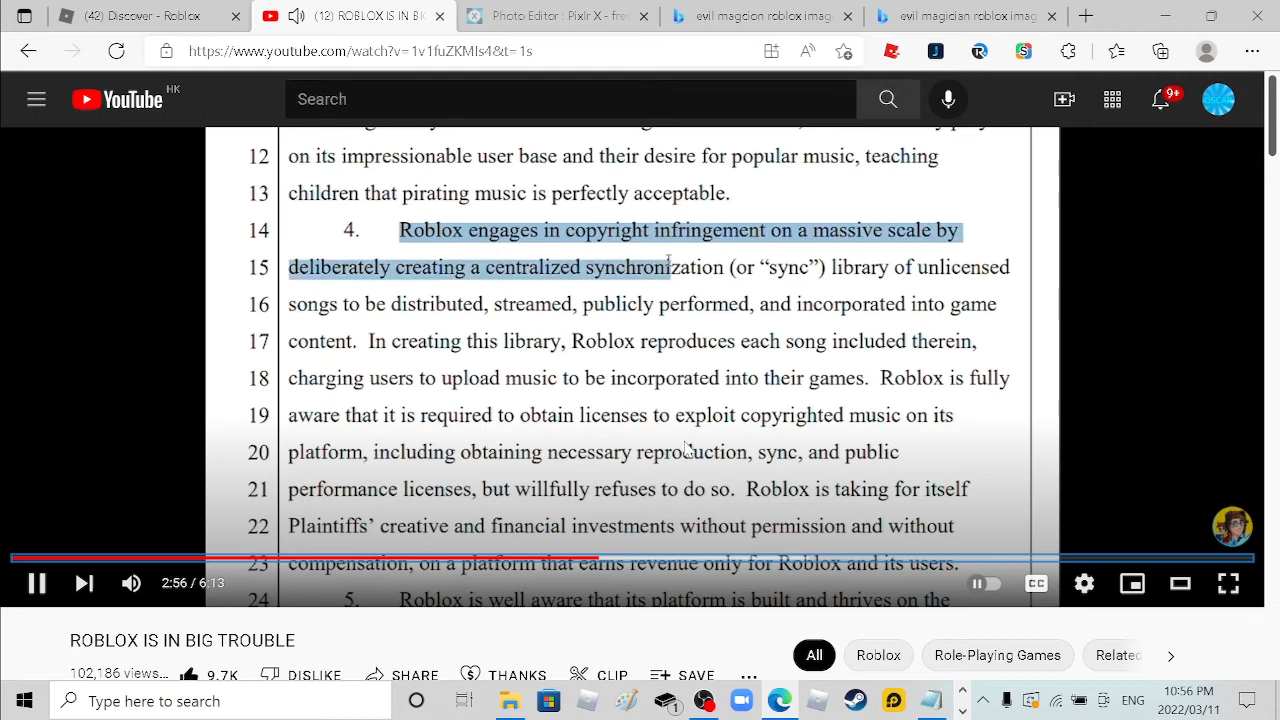 (42) Discover - Roblox
(12) ROBLOX IS IN BIG
Photo Editor : Pixlr X - fre
evil magician roblox imag
evil magician roblox imag
https://www.youtube.com/watch?v=1v1fuZKMIs4&t=1s
YouTube HK
Search
9+
OSCAR
12 on its impressionable user base and their desire for popular music, teaching
13 children that pirating music is perfectly acceptable.
14 4. Roblox engages in copyright infringement on a massive scale by
15 deliberately creating a centralized synchronization (or “sync”) library of unlicensed
16 songs to be distributed, streamed, publicly performed, and incorporated into game
17 content. In creating this library, Roblox reproduces each song included therein,
18 charging users to upload music to be incorporated into their games. Roblox is fully
19 aware that it is required to obtain licenses to exploit copyrighted music on its
20 platform, including obtaining necessary reproduction, sync, and public
21 performance licenses, but willfully refuses to do so. Roblox is taking for itself
22 Plaintiffs’ creative and financial investments without permission and without
23 compensation, on a platform that earns revenue only for Roblox and its users.
24 5. Roblox is well aware that its platform is built and thrives on the
2:56 / 6:13
CC
ROBLOX IS IN BIG TROUBLE
All Roblox Role-Playing Games Related
102,186 views...
9.7K DISLIKE SHARE THANKS CLIP SAVE ...
Type here to search
1
ENG
10:56 PM
2022/03/11